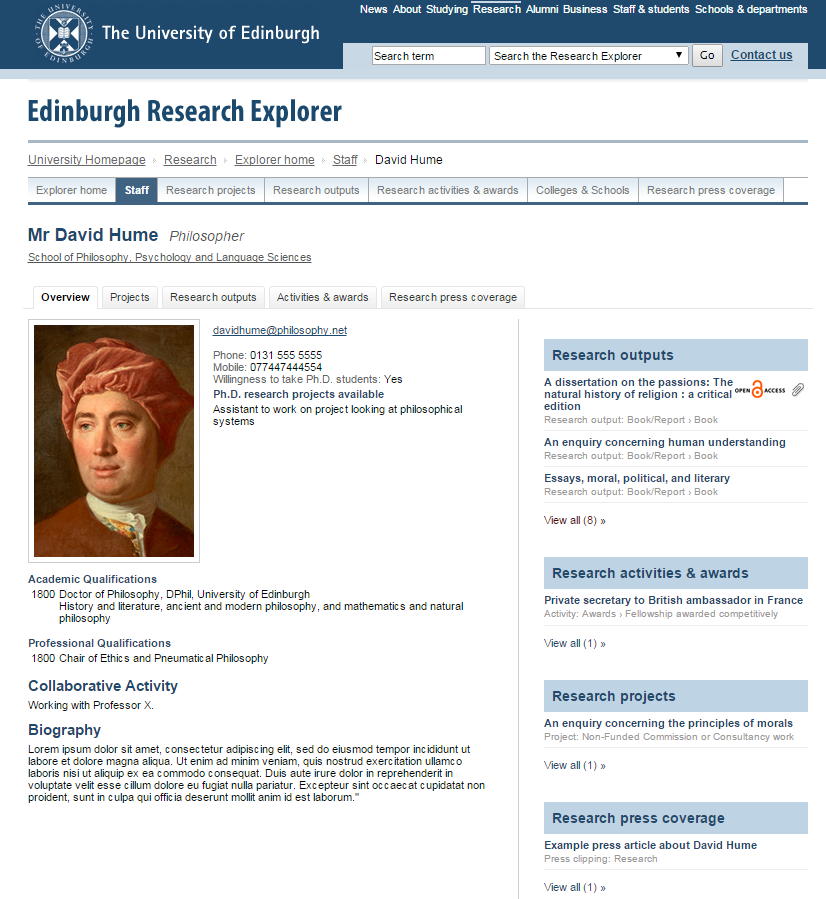 THE UNIVERSITY OF EDINBURGH
The University of Edinburgh
News About Studying Research Alumni Business Staff & students Schools & departments
Search term Search the Research Explorer Go Contact us
Edinburgh Research Explorer
University Homepage Research Explorer home Staff David Hume
Explorer home Staff Research projects Research outputs Research activities & awards Colleges & Schools Research press coverage
Mr David Hume Philosopher
School of Philosophy, Psychology and Language Sciences
Overview Projects Research outputs Activities & awards Research press coverage
davidhume@philosophy.net
Phone: 0131 555 5555
Mobile: 077447444554
Willingness to take Ph.D. students: Yes
Ph.D. research projects available
Assistant to work on project looking at philosophical
systems
Academic Qualifications
1800 Doctor of Philosophy, DPhil, University of Edinburgh
History and literature, ancient and modern philosophy, and mathematics and natural
philosophy
Professional Qualifications
1800 Chair of Ethics and Pneumatical Philosophy
Collaborative Activity
Working with Professor X.
Biography
Lorem ipsum dolor sit amet, consectetur adipiscing elit, sed do eiusmod tempor incididunt ut
labore et dolore magna aliqua. Ut enim ad minim veniam, quis nostrud exercitation ullamco
laboris nisi ut aliquip ex ea commodo consequat. Duis aute irure dolor in reprehenderit in
voluptate velit esse cillum dolore eu fugiat nulla pariatur. Excepteur sint occaecat cupidatat non
proident, sunt in culpa qui officia deserunt mollit anim id est laborum."
Research outputs
A dissertation on the passions: The
natural history of religion : a critical
edition
OPEN ACCESS
Research output: Book/Report › Book
An enquiry concerning human understanding
Research output: Book/Report › Book
Essays, moral, political, and literary
Research output: Book/Report › Book
View all (8) »
Research activities & awards
Private secretary to British ambassador in France
Activity: Awards › Fellowship awarded competitively
View all (1) »
Research projects
An enquiry concerning the principles of morals
Project: Non-Funded Commission or Consultancy work
View all (1) »
Research press coverage
Example press article about David Hume
Press clipping: Research
View all (1) »